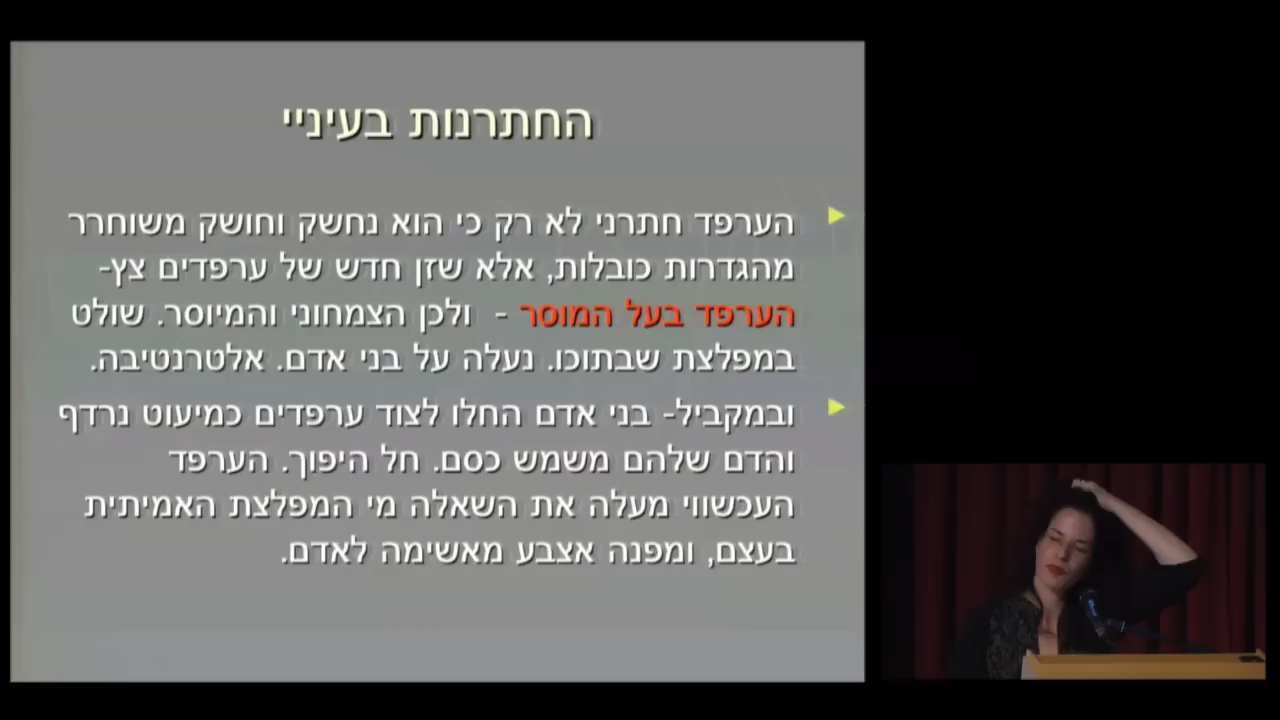 החתרנות בעיניי
הערפד חתרני לא רק כי הוא נחשק וחושק משוחרר
מהגדרות כובלות, אלא שזן חדש של ערפדים צץ-
הערפד בעל המוסר - ולכן הצמחוני והמיוסר. שולט
במפלצת שבתוכו. נעלה על בני אדם. אלטרנטיבה.
ובמקביל- בני אדם החלו לצוד ערפדים כמיעוט נרדף
והדם שלהם משמש כסם. חל היפוך. הערפד
העכשווי מעלה את השאלה מי המפלצת האמיתית
בעצם, ומפנה אצבע מאשימה לאדם.